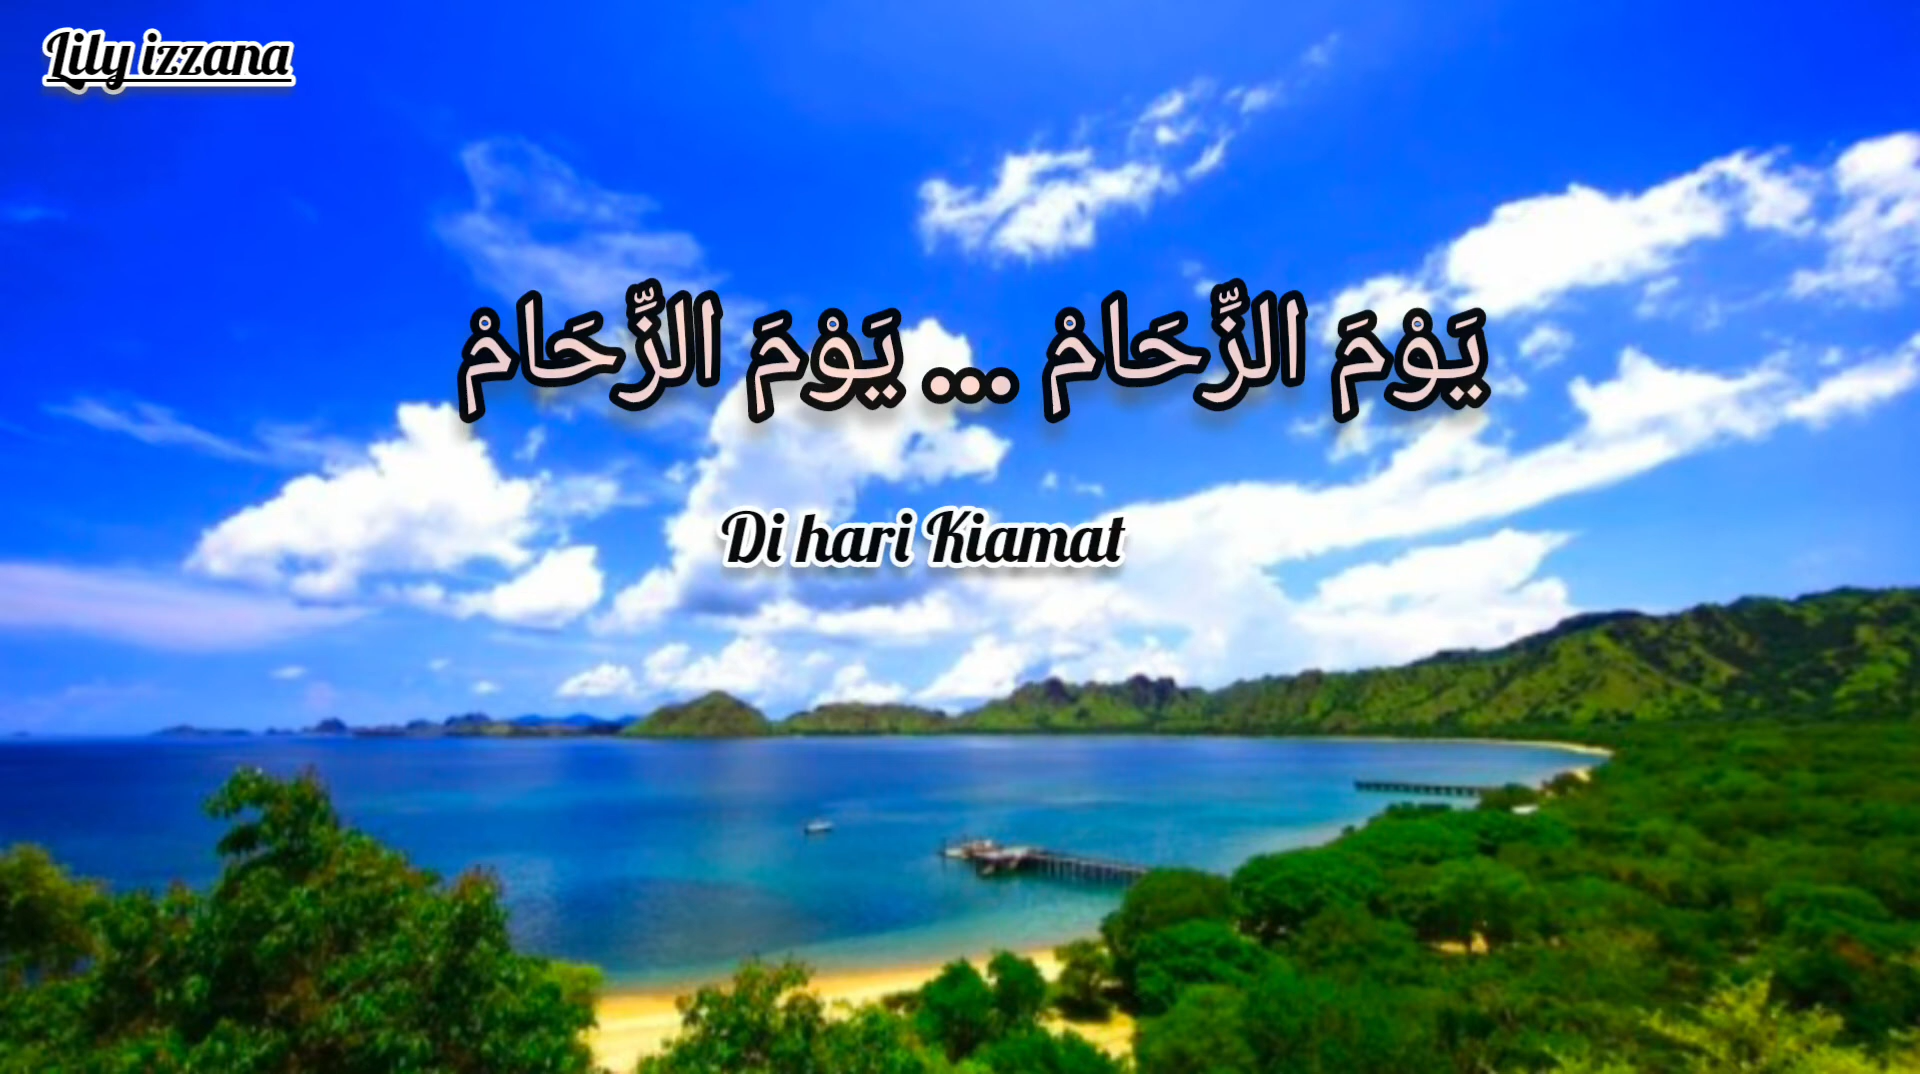 Lily izzana
يَوْمَ الزِّحَامْ ... يَوْمَ الزِّحَامْ
Di hari Kiamat